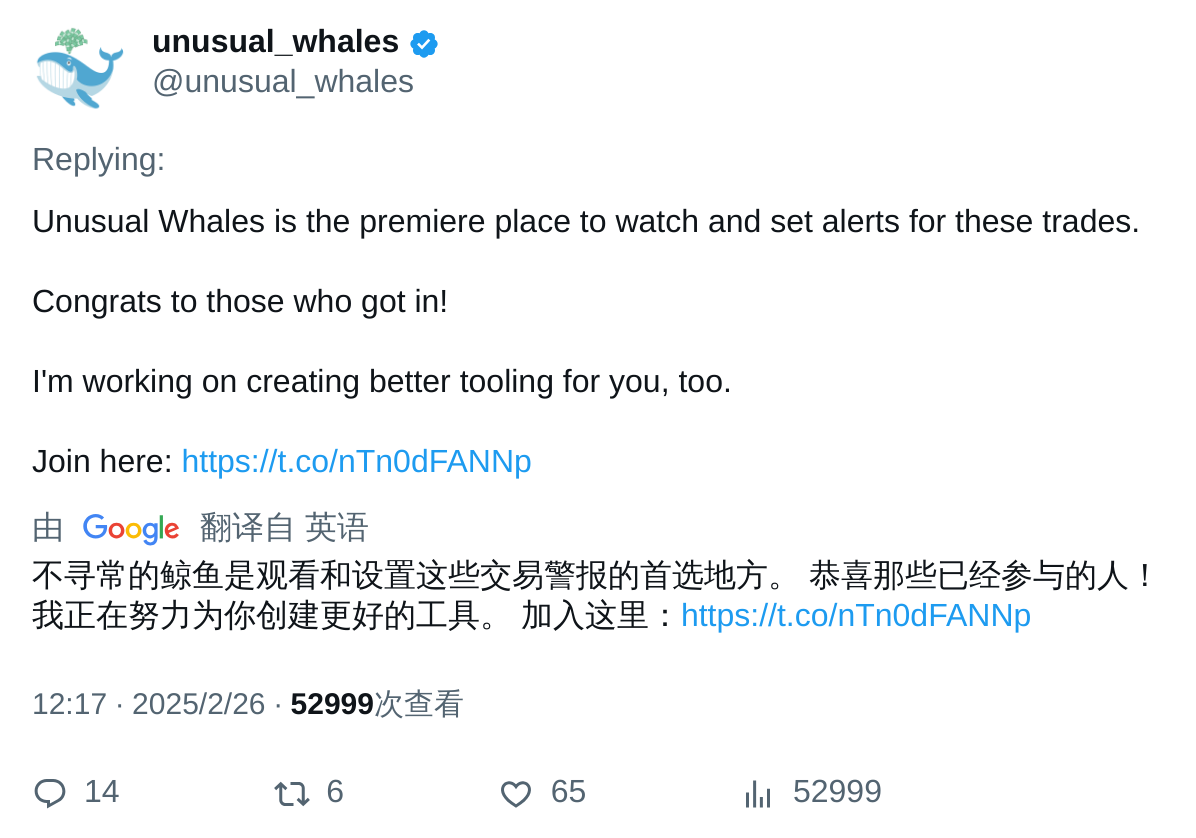 unusual_whales
@unusual_whales
Replying:
Unusual Whales is the premiere place to watch and set alerts for these trades.
Congrats to those who got in!
I'm working on creating better tooling for you, too.
Join here: https://t.co/nTn0dFANNp
由 Google 翻译自 英语
不寻常的鲸鱼是观看和设置这些交易警报的首选地方。 恭喜那些已经参与的人！
我正在努力为你创建更好的工具。 加入这里：https://t.co/nTn0dFANNp
12:17 · 2025/2/26 · 52999次查看
14 6 65 52999